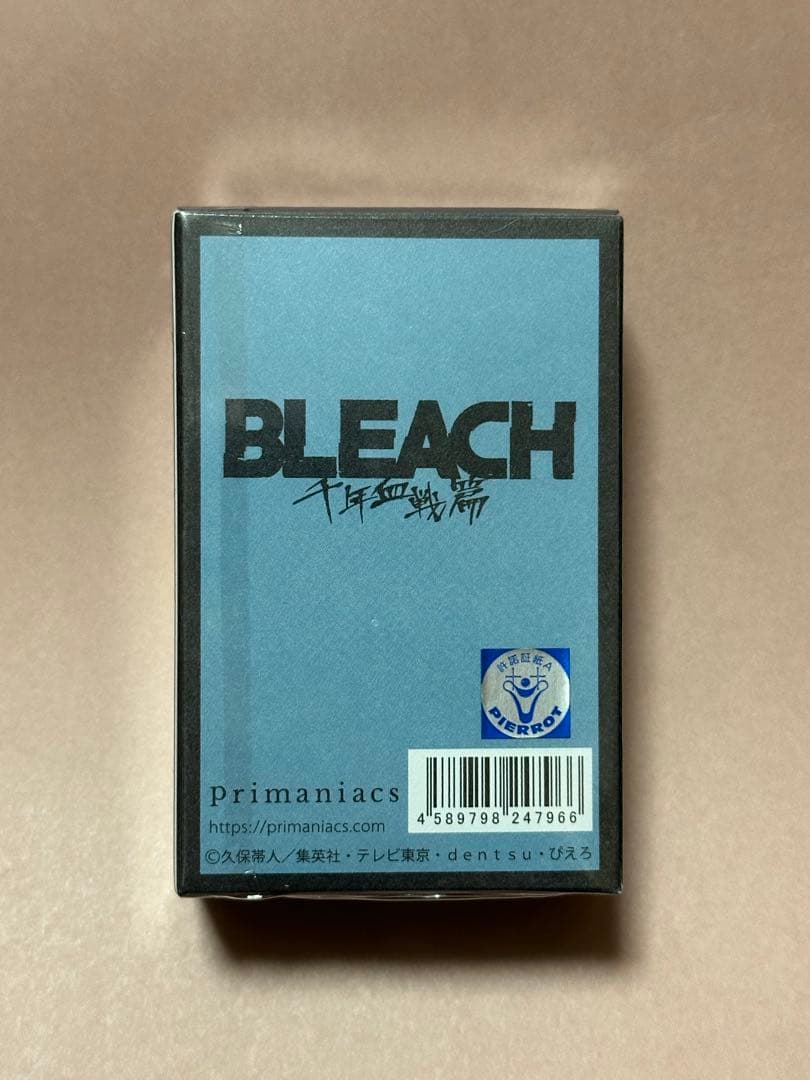 BLEACH
千年血戦篇
許諾証紙A
PIERROT
primaniacs
https://primaniacs.com
4 589798 247966
©久保帯人／集英社・テレビ東京・dentsu・ぴえろ